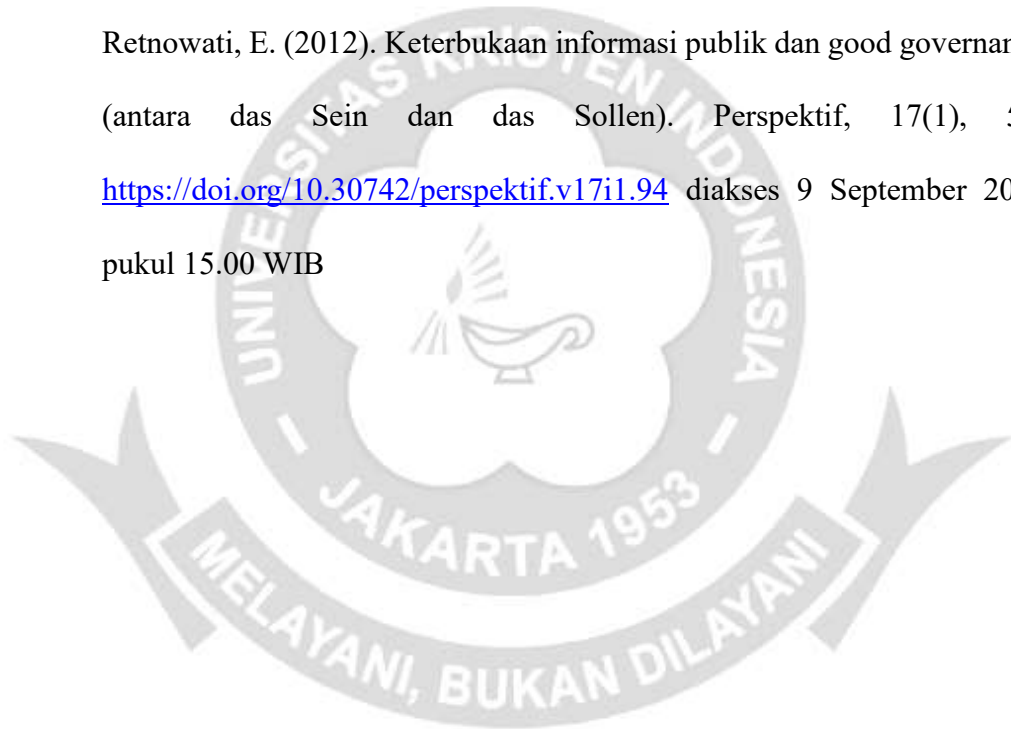 Retnowati, E. (2012). Keterbukaan informasi publik dan good
(antara das Sein dan das Sollen). Perspektif, 17(1),
https://doi.org/10.30742/perspektif.v17i1.94 diakses 9 September
pukul 15.00 WIB
UNIVERSITAS KRISTEN INDONESIA
- JAKARTA 1953 -
MELAYANI, BUKAN DILAYANI